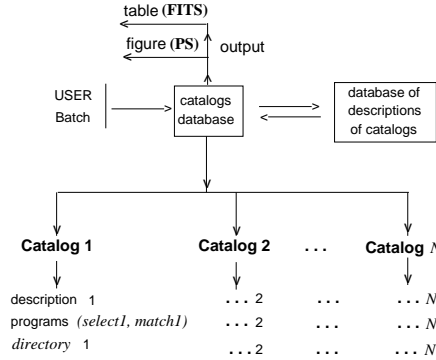 table (FITS)
figure (PS) output
USER
Batch
catalogs
database
database of
descriptions
of catalogs
Catalog 1 Catalog 2 ... Catalog N
description 1 ... 2 ... ... N
programs (select1, match1) ... 2 ... ... N
directory 1 ... 2 ... ... N